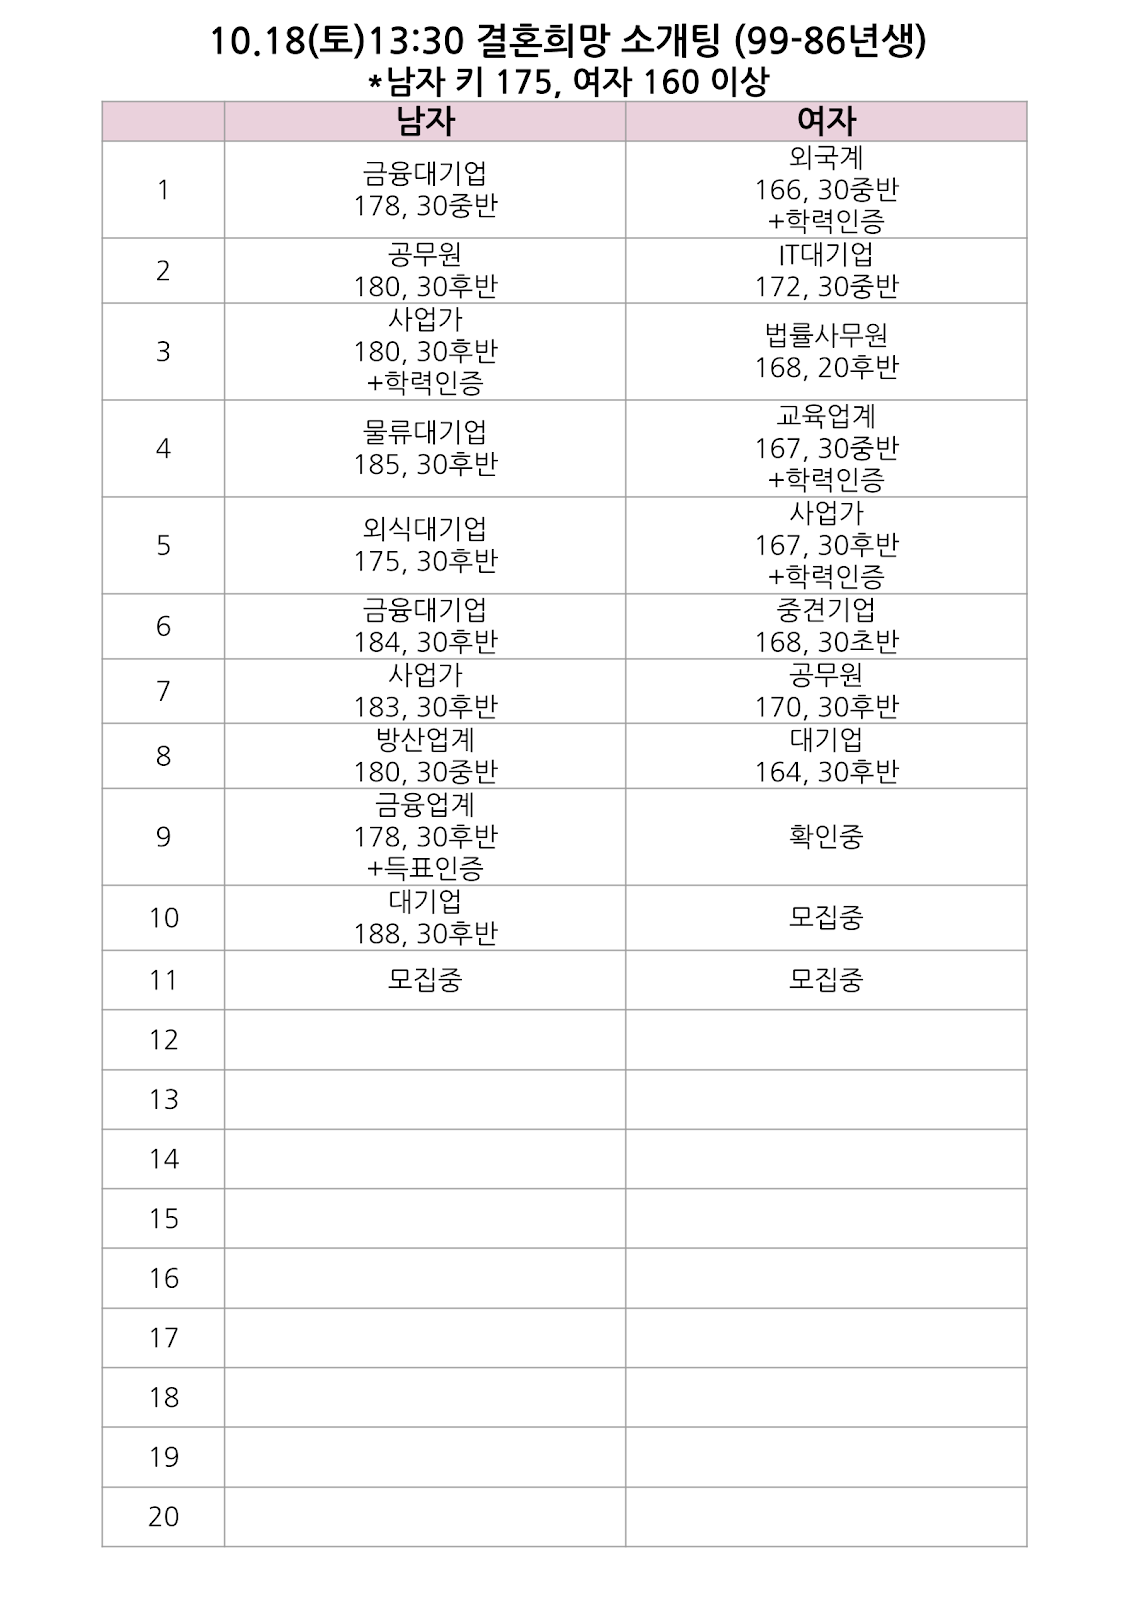 10.18(토)13:30 결혼희망 소개팅 (99-86년생)
*남자 키 175, 여자 160 이상
남자 여자
1
금융대기업
178, 30중반
외국계
166, 30중반
+학력인증
2
공무원
180, 30후반
IT대기업
172, 30중반
3
사업가
180, 30후반
+학력인증
법률사무원
168, 20후반
4
물류대기업
185, 30후반
교육업계
167, 30중반
+학력인증
5
외식대기업
175, 30후반
사업가
167, 30후반
+학력인증
6
금융대기업
184, 30후반
중견기업
168, 30초반
7
사업가
183, 30후반
공무원
170, 30후반
8
방산업계
180, 30중반
대기업
164, 30후반
9
금융업계
178, 30후반
+득표인증
확인중
10
대기업
188, 30후반
모집중
11
모집중
모집중
12
13
14
15
16
17
18
19
20